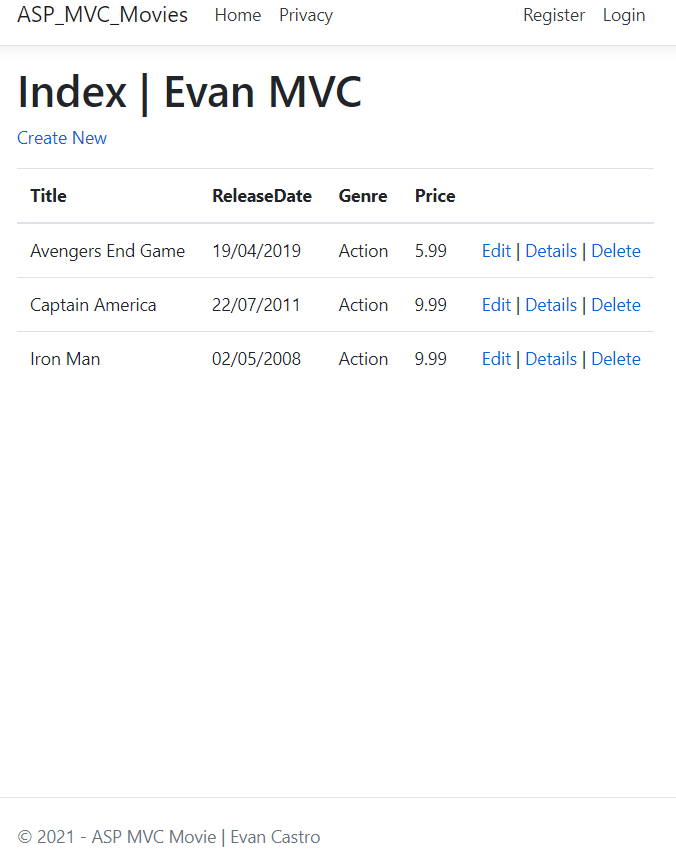 ASP_MVC_Movies Home Privacy Register Login
Index | Evan MVC
Create New
Title ReleaseDate Genre Price
Avengers End Game 19/04/2019 Action 5.99 Edit | Details | Delete
Captain America 22/07/2011 Action 9.99 Edit | Details | Delete
Iron Man 02/05/2008 Action 9.99 Edit | Details | Delete
© 2021 - ASP MVC Movie | Evan Castro